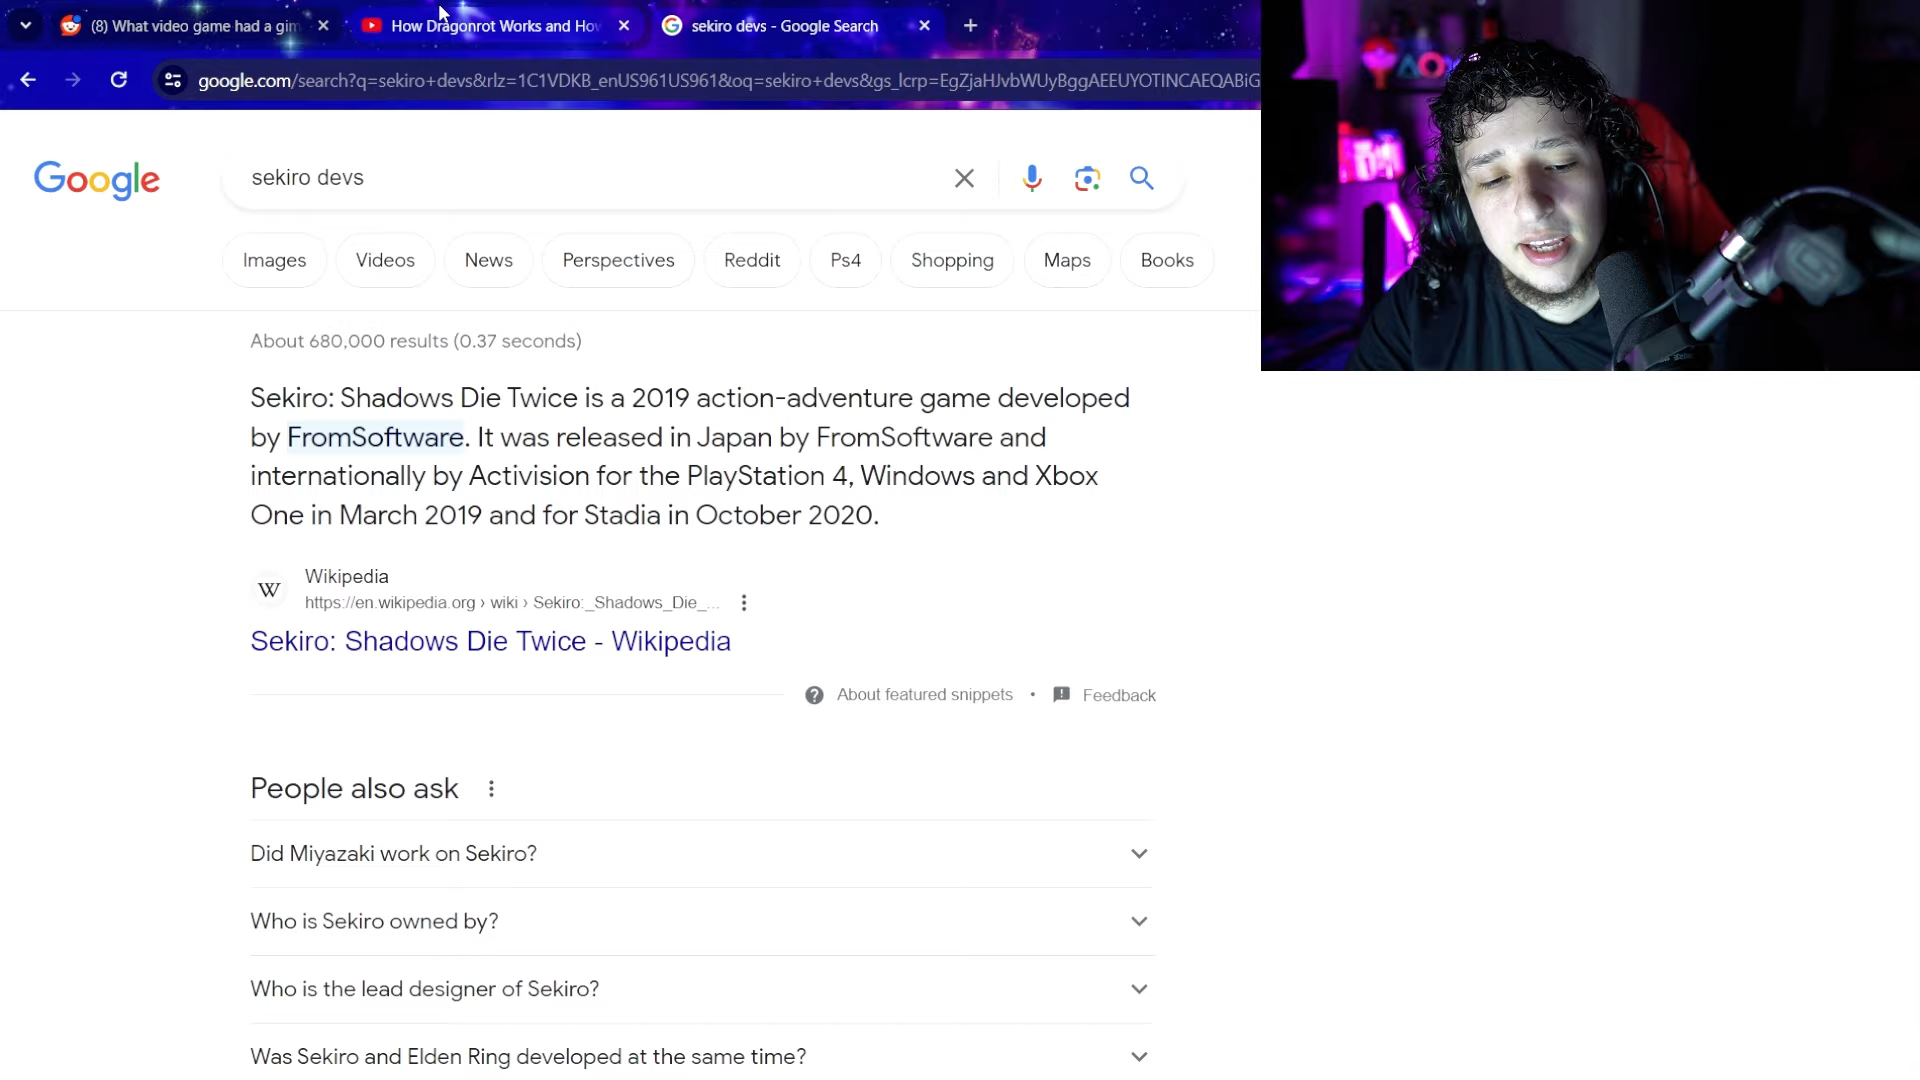 (8) What video game had a gim
How Dragonrot Works and How
sekiro devs - Google Search
google.com/search?q=sekiro+devs&rlz=1C1VDKB_enUS961US961&oq=sekiro+devs&gs_lcrp=EgZjaHJvbWUyBggAEEUYOTINCAEQABiG
Google
sekiro devs
Images
Videos
News
Perspectives
Reddit
Ps4
Shopping
Maps
Books
About 680,000 results (0.37 seconds)
Sekiro: Shadows Die Twice is a 2019 action-adventure game developed
by FromSoftware. It was released in Japan by FromSoftware and
internationally by Activision for the PlayStation 4, Windows and Xbox
One in March 2019 and for Stadia in October 2020.
W
Wikipedia
https://en.wikipedia.org › wiki › Sekiro:_Shadows_Die_...
Sekiro: Shadows Die Twice - Wikipedia
About featured snippets • Feedback
People also ask
Did Miyazaki work on Sekiro?
Who is Sekiro owned by?
Who is the lead designer of Sekiro?
Was Sekiro and Elden Ring developed at the same time?